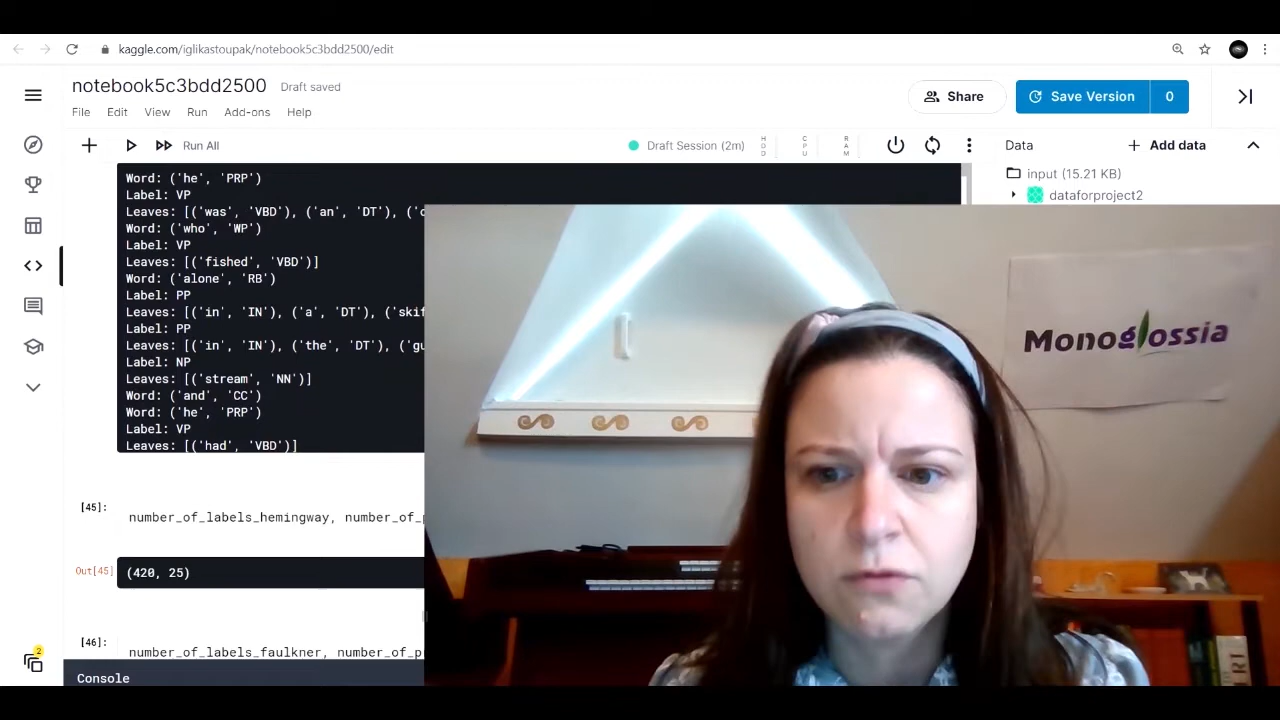 kaggle.com/iglikastoupak/notebook5c3bdd2500/edit
notebook5c3bdd2500 Draft saved
File Edit View Run Add-ons Help
Share
Save Version 0
Run All
Draft Session (2m)
HDD
CPU
RAM
Data
Add data
input (15.21 KB)
dataforproject2
Word: ('he', 'PRP')
Label: VP
Leaves: [('was', 'VBD'), ('an', 'DT'), ('
Word: ('who', 'WP')
Label: VP
Leaves: [('fished', 'VBD')]
Word: ('alone', 'RB')
Label: PP
Leaves: [('in', 'IN'), ('a', 'DT'), ('skif
Label: PP
Leaves: [('in', 'IN'), ('the', 'DT'), ('gu
Label: NP
Leaves: [('stream', 'NN')]
Word: ('and', 'CC')
Word: ('he', 'PRP')
Label: VP
Leaves: [('had', 'VBD')]
[45]:
number_of_labels_hemingway, number_of_p
Out[45]
(420, 25)
[46]:
number_of_labels_faulkner, number_of_p
2
Console
Monoglossia